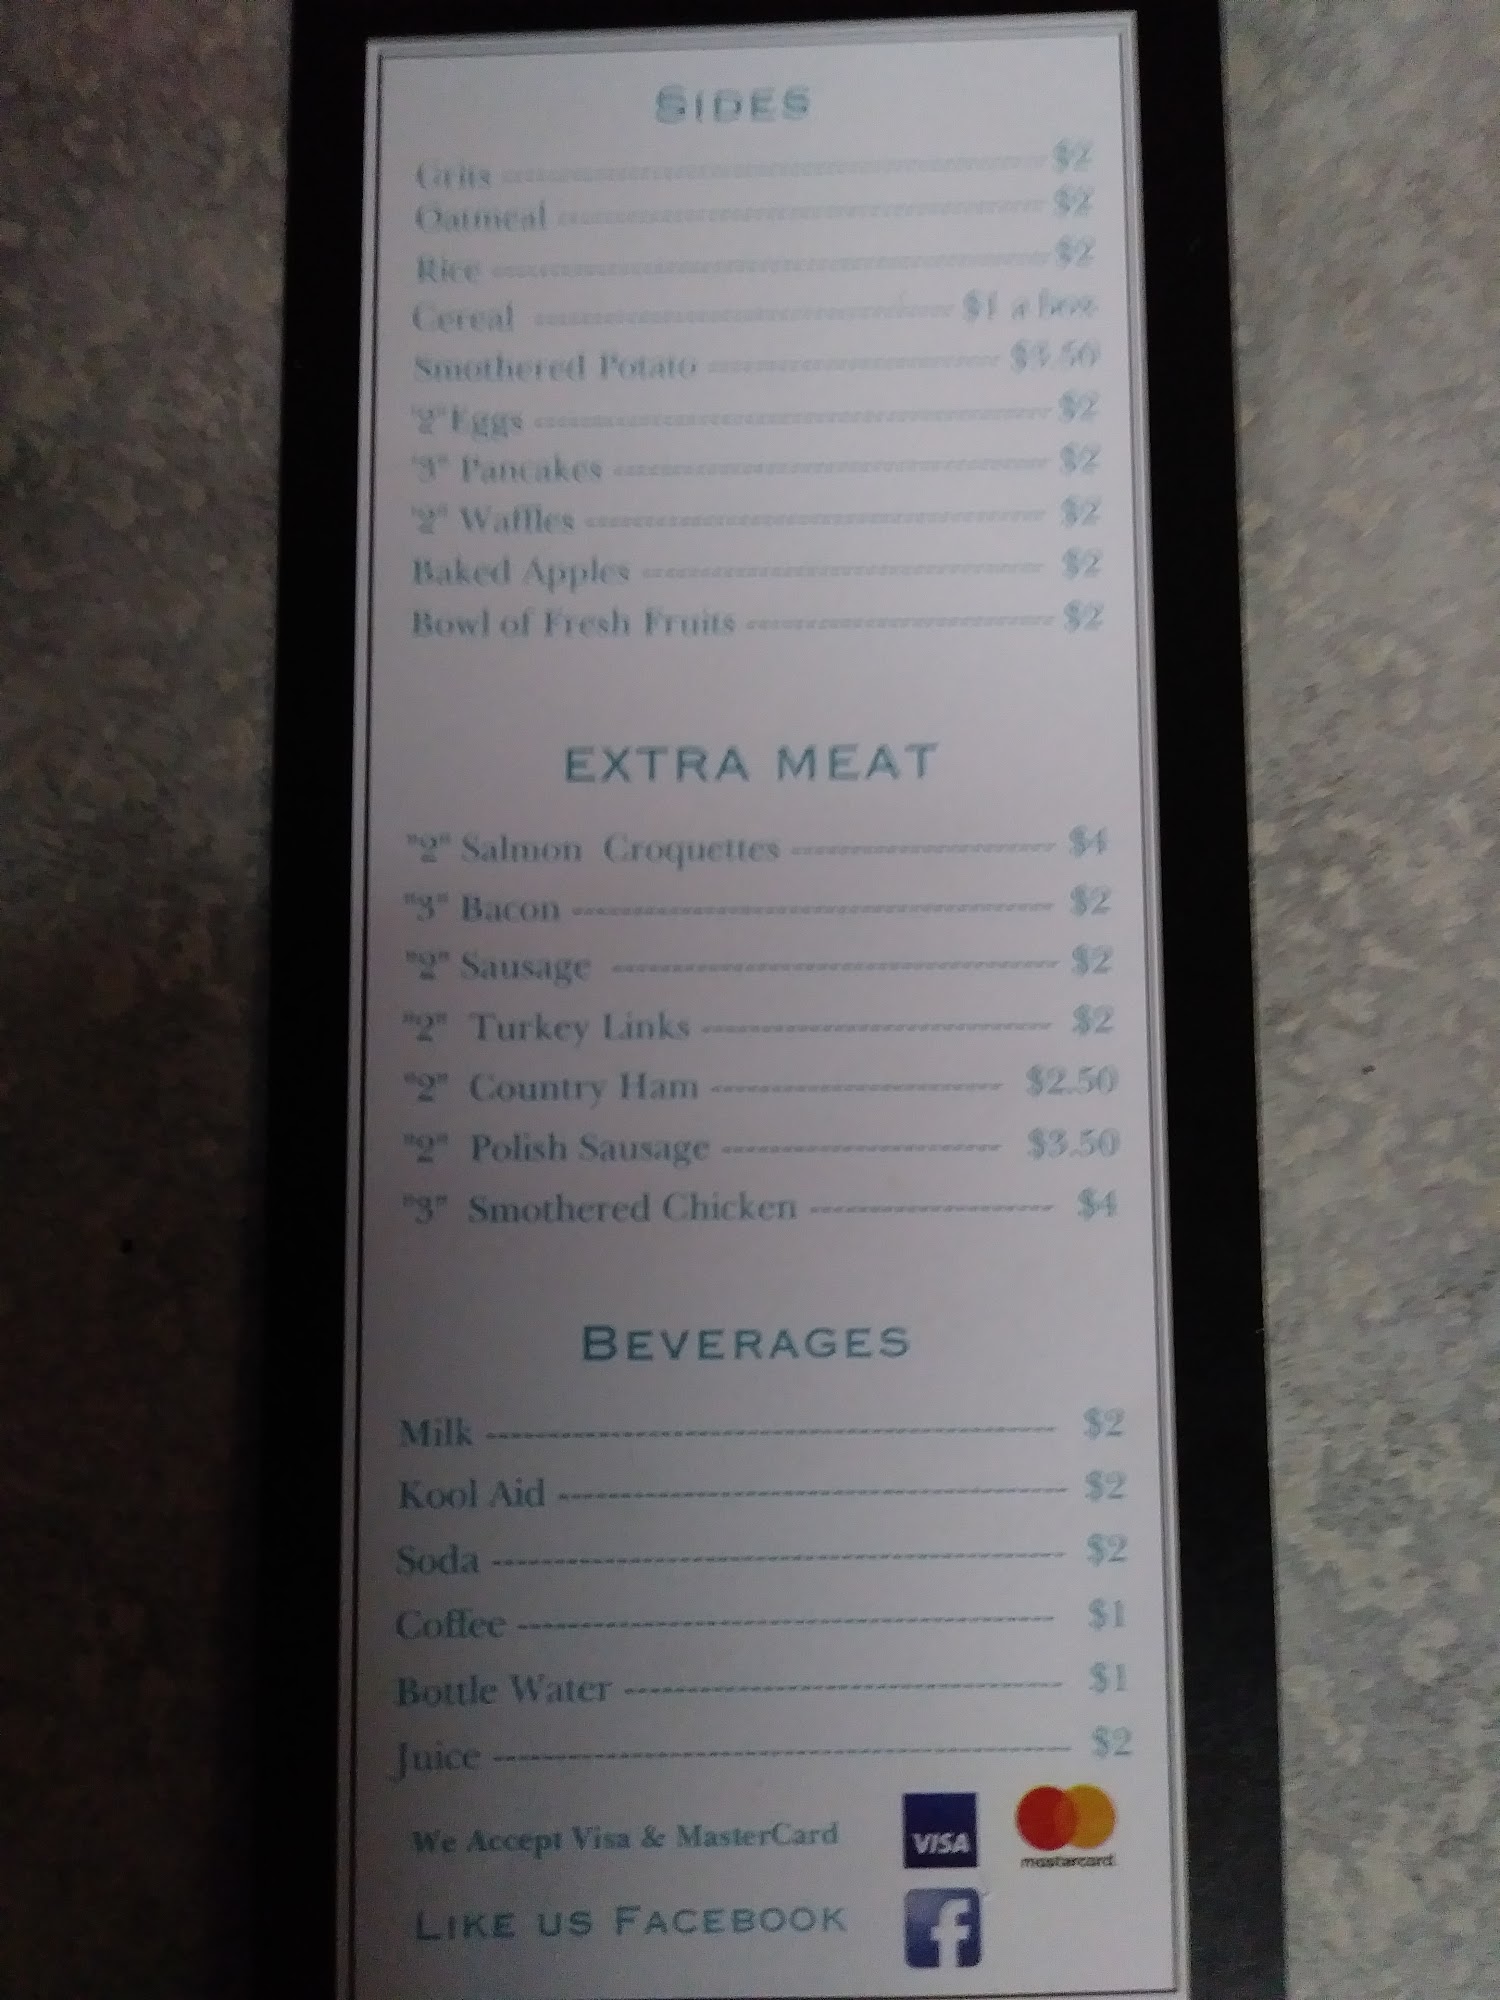 SIDES
Grits $2
Oatmeal $2
Rice $2
Cereal $1 a box
Smothered Potato
"2" Eggs $2
"3" Pancakes $2
"2" Waffles $2
Baked Apples $2
Bowl of Fresh Fruits $2
EXTRA MEAT
"2" Salmon Croquettes $4
"3" Bacon $2
"2" Sausage $2
"2" Turkey Links $2
"2" Country Ham $2.50
"2" Polish Sausage $3.50
"3" Smothered Chicken $4
BEVERAGES
Milk $2
Kool Aid $2
Soda $2
Coffee $1
Bottle Water $1
Juice $2
We Accept Visa & MasterCard VISA mastercard
LIKE US FACEBOOK f